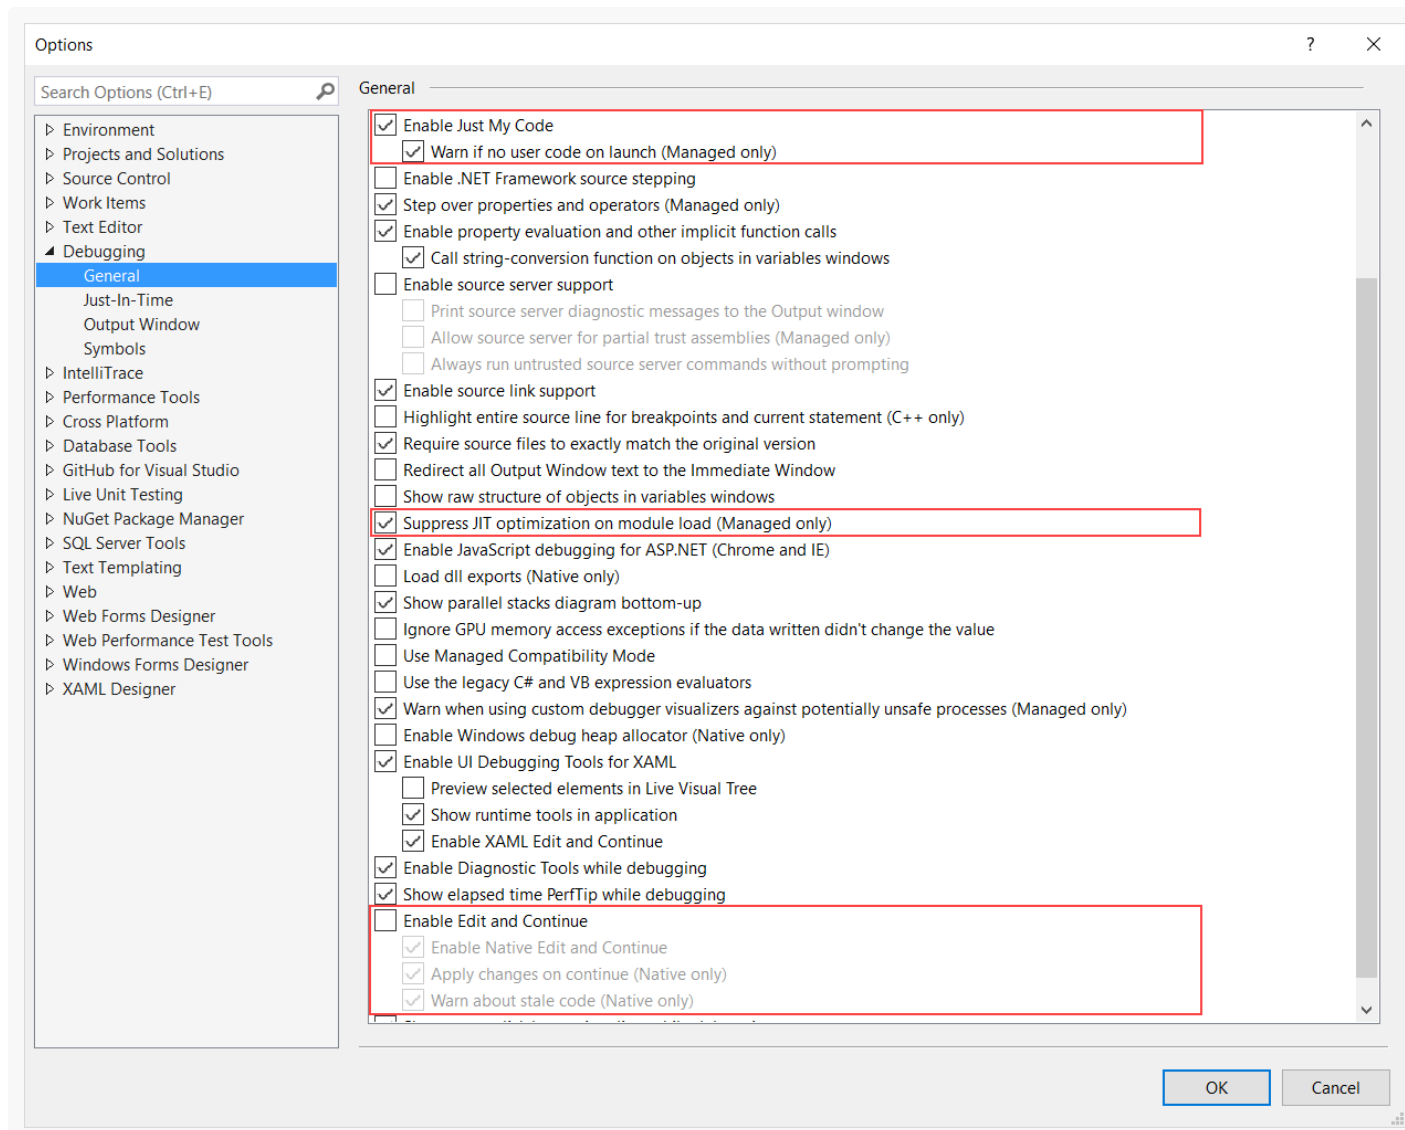 Options
?
Search Options (Ctrl+E)
Environment
Projects and Solutions
Source Control
Work Items
Text Editor
Debugging
General
Just-In-Time
Output Window
Symbols
IntelliTrace
Performance Tools
Cross Platform
Database Tools
GitHub for Visual Studio
Live Unit Testing
NuGet Package Manager
SQL Server Tools
Text Templating
Web
Web Forms Designer
Web Performance Test Tools
Windows Forms Designer
XAML Designer
General
Enable Just My Code
Warn if no user code on launch (Managed only)
Enable .NET Framework source stepping
Step over properties and operators (Managed only)
Enable property evaluation and other implicit function calls
Call string-conversion function on objects in variables windows
Enable source server support
Print source server diagnostic messages to the Output window
Allow source server for partial trust assemblies (Managed only)
Always run untrusted source server commands without prompting
Enable source link support
Highlight entire source line for breakpoints and current statement (C++ only)
Require source files to exactly match the original version
Redirect all Output Window text to the Immediate Window
Show raw structure of objects in variables windows
Suppress JIT optimization on module load (Managed only)
Enable JavaScript debugging for ASP.NET (Chrome and IE)
Load dll exports (Native only)
Show parallel stacks diagram bottom-up
Ignore GPU memory access exceptions if the data written didn't change the value
Use Managed Compatibility Mode
Use the legacy C# and VB expression evaluators
Warn when using custom debugger visualizers against potentially unsafe processes (Managed only)
Enable Windows debug heap allocator (Native only)
Enable UI Debugging Tools for XAML
Preview selected elements in Live Visual Tree
Show runtime tools in application
Enable XAML Edit and Continue
Enable Diagnostic Tools while debugging
Show elapsed time PerfTip while debugging
Enable Edit and Continue
Enable Native Edit and Continue
Apply changes on continue (Native only)
Warn about stale code (Native only)
OK
Cancel